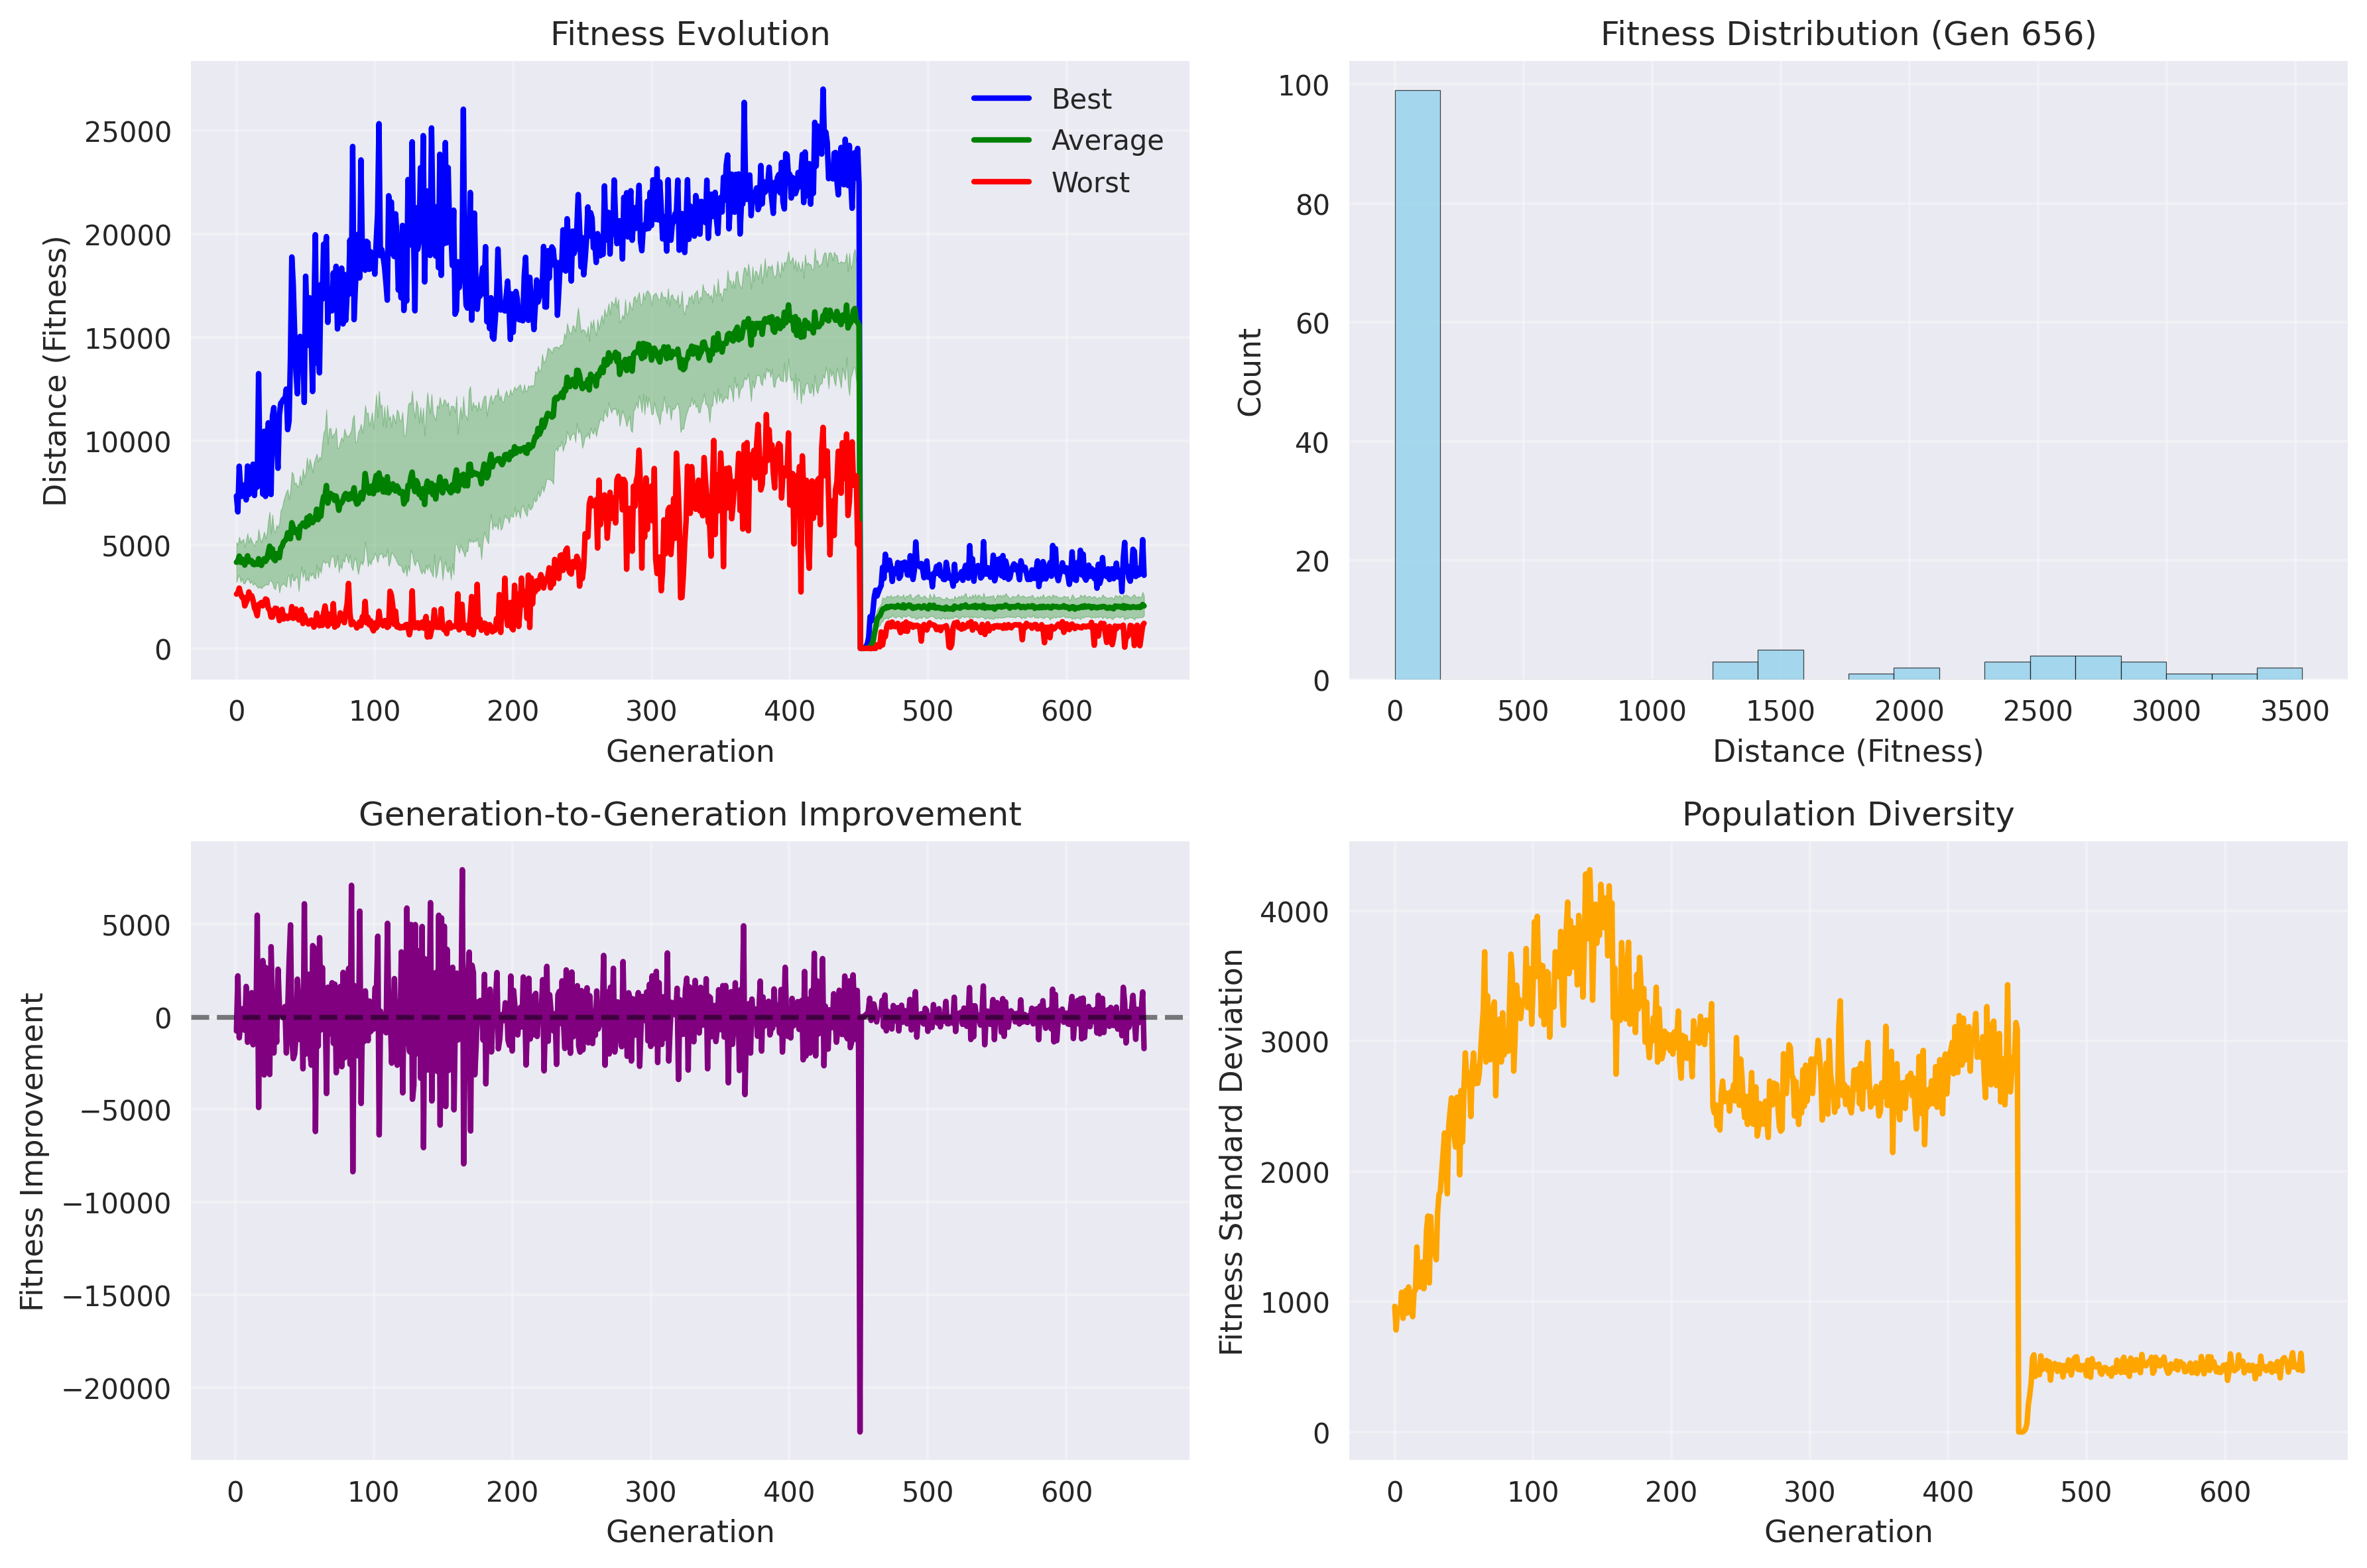 Fitness Evolution
Distance (Fitness)
25000
20000
15000
10000
5000
0
Best
Average
Worst
0 100 200 300 400 500 600
Generation
Fitness Distribution (Gen 656)
Count
100
80
60
40
20
0
0 500 1000 1500 2000 2500 3000 3500
Distance (Fitness)
Generation-to-Generation Improvement
Fitness Improvement
5000
0
−5000
−10000
−15000
−20000
0 100 200 300 400 500 600
Generation
Population Diversity
Fitness Standard Deviation
4000
3000
2000
1000
0
0 100 200 300 400 500 600
Generation